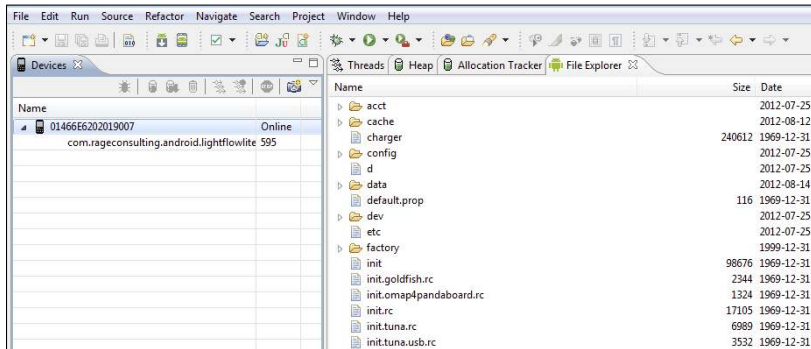 File Edit Run Source Refactor Navigate Search Project Window Help
Devices
Name
01466E6202019007 Online
com.rageconsulting.android.lightflowlite 595
Threads Heap Allocation Tracker File Explorer
Name Size Date
acct 2012-07-25
cache 2012-08-12
charger 240612 1969-12-31
config 2012-07-25
d 2012-07-25
data 2012-08-14
default.prop 116 1969-12-31
dev 2012-07-25
etc 2012-07-25
factory 1999-12-31
init 98676 1969-12-31
init.goldfish.rc 2344 1969-12-31
init.omap4pandaboard.rc 1324 1969-12-31
init.rc 17105 1969-12-31
init.tuna.rc 6989 1969-12-31
init.tuna.usb.rc 3532 1969-12-31